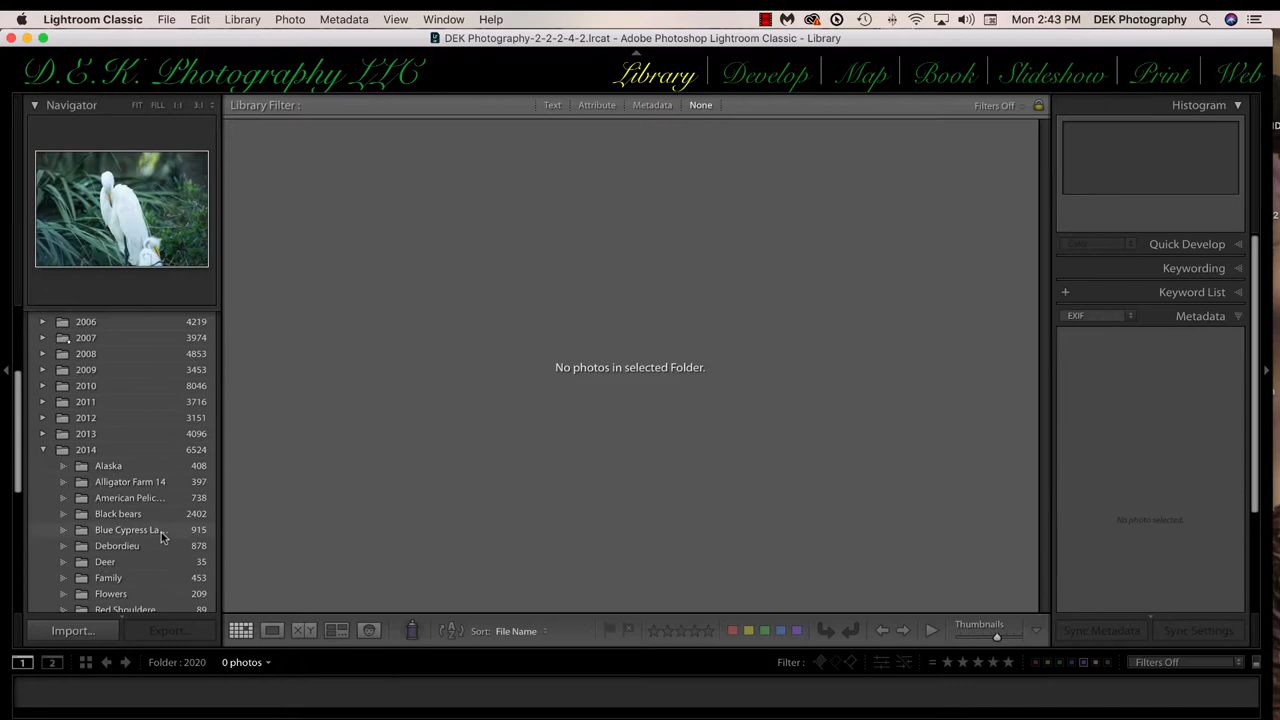 Lightroom Classic File Edit Library Photo Metadata View Window Help Mon 2:43 PM DEK Photography
DEK Photography-2-2-2-4-2.lrcat - Adobe Photoshop Lightroom Classic - Library
D.E.K. Photography LLC Library Develop Map Book Slideshow Print Web
Navigator FIT FILL 1:1 3:1
Library Filter : Text Attribute Metadata None Filters Off
Histogram
Quick Develop
Keywording
Keyword List
EXIF Metadata
No photo selected.
2006 4219
2007 3974
2008 4853
2009 3453
2010 8046
2011 3716
2012 3151
2013 4096
2014 6524
Alaska 408
Alligator Farm 14 397
American Pelic... 738
Black bears 2402
Blue Cypress La... 915
Debordieu 878
Deer 35
Family 453
Flowers 209
Red Shouldere... 89
No photos in selected Folder.
Import... Export... XY Sort: File Name Thumbnails Sync Metadata Sync Settings
1 2 Folder : 2020 0 photos Filter : Filters Off